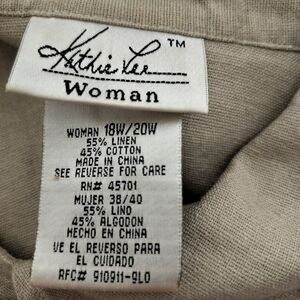 Kathie Lee™
Woman
WOMAN 18W/20W
55% LINEN
45% COTTON
MADE IN CHINA
SEE REVERSE FOR CARE
RN# 45701
MUJER 38/40
55% LINO
45% ALGODON
HECHO EN CHINA
VE EL REVERSO PARA
EL CUIDADO
RFC# 910911-9L0